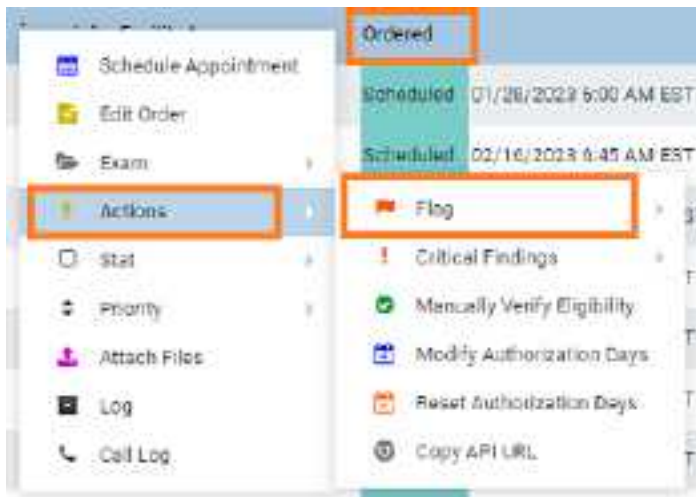 Ordered
Schedule Appointment
Scheduled 01/28/2023 6:00 AM EST
Edit Order
Scheduled 02/16/2023 6:45 AM EST
Exam
Actions
Flag
Stat
Critical Findings
Priority
Manually Verify Eligibility
Attach Files
Modify Authorization Days
Log
Reset Authorization Days
Call Log
Copy API URL